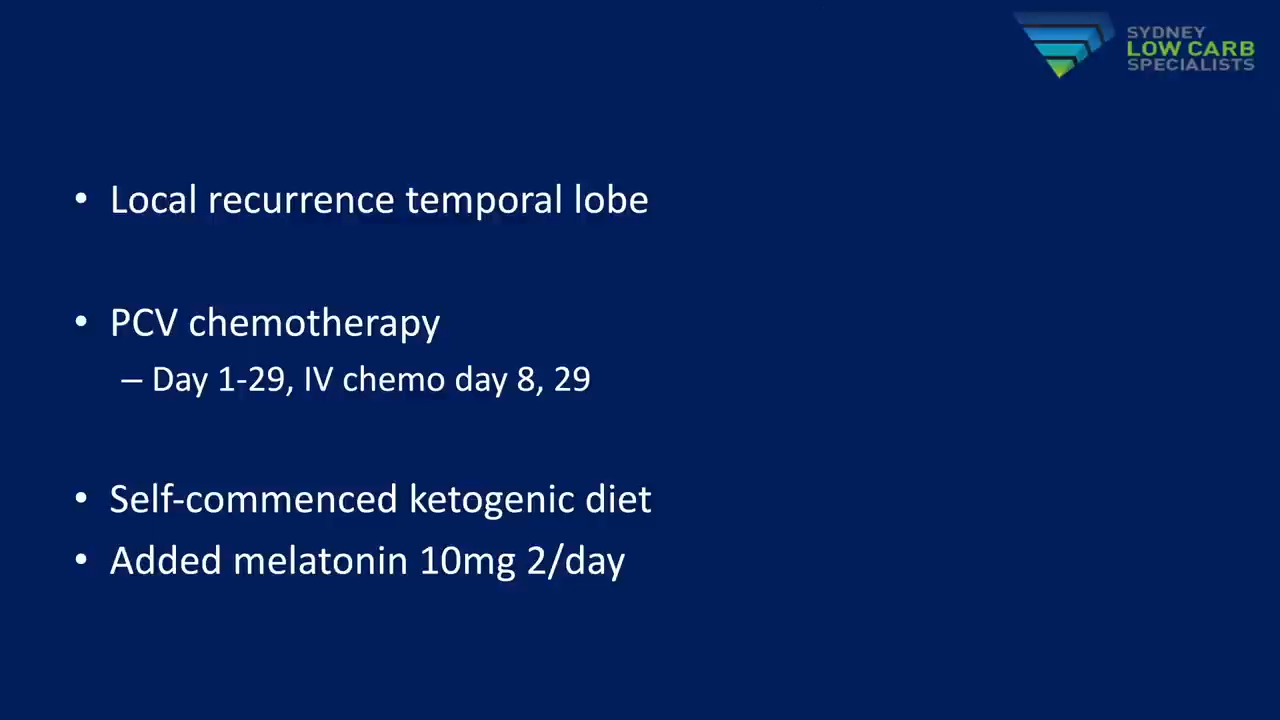 SYDNEY
LOW CARB
SPECIALISTS
• Local recurrence temporal lobe
• PCV chemotherapy
– Day 1-29, IV chemo day 8, 29
• Self-commenced ketogenic diet
• Added melatonin 10mg 2/day